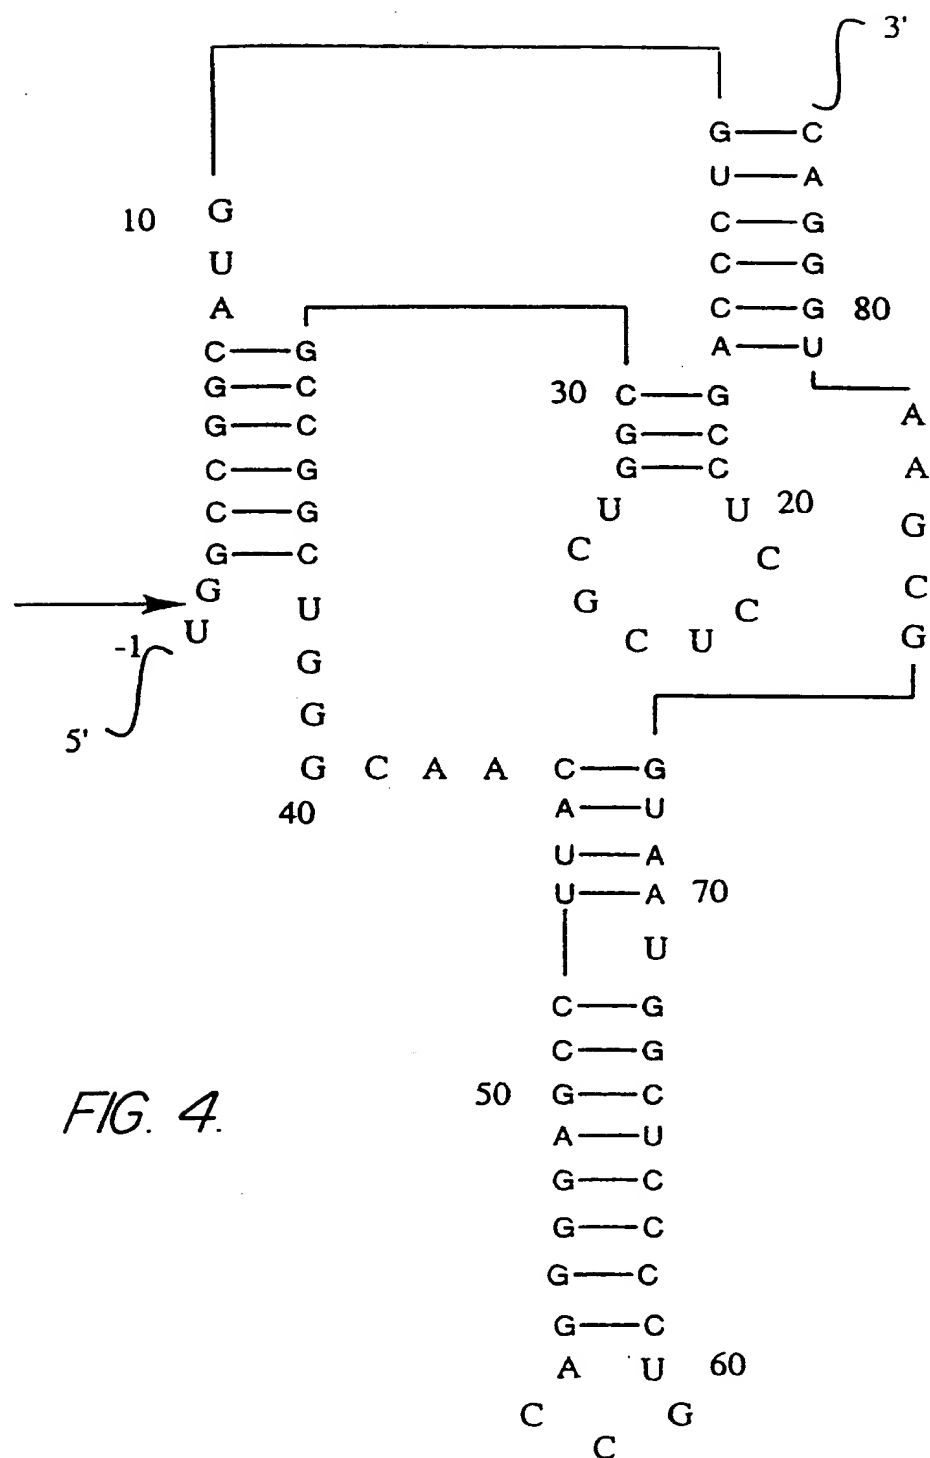 3'
G C
U A
10 G C G
U C G
A C G 80
C G A U
G C 30 C G A
G C G C
C G G C A
C G U U 20 G
G C C C
G G C
U C
-1 U C U G
G
G
5'
G C A A C G
40 A U
U A
U A 70
U
C G
C G
50 G C
FIG. 4.
A U
G C
G C
G C
G C
A U 60
C G
C